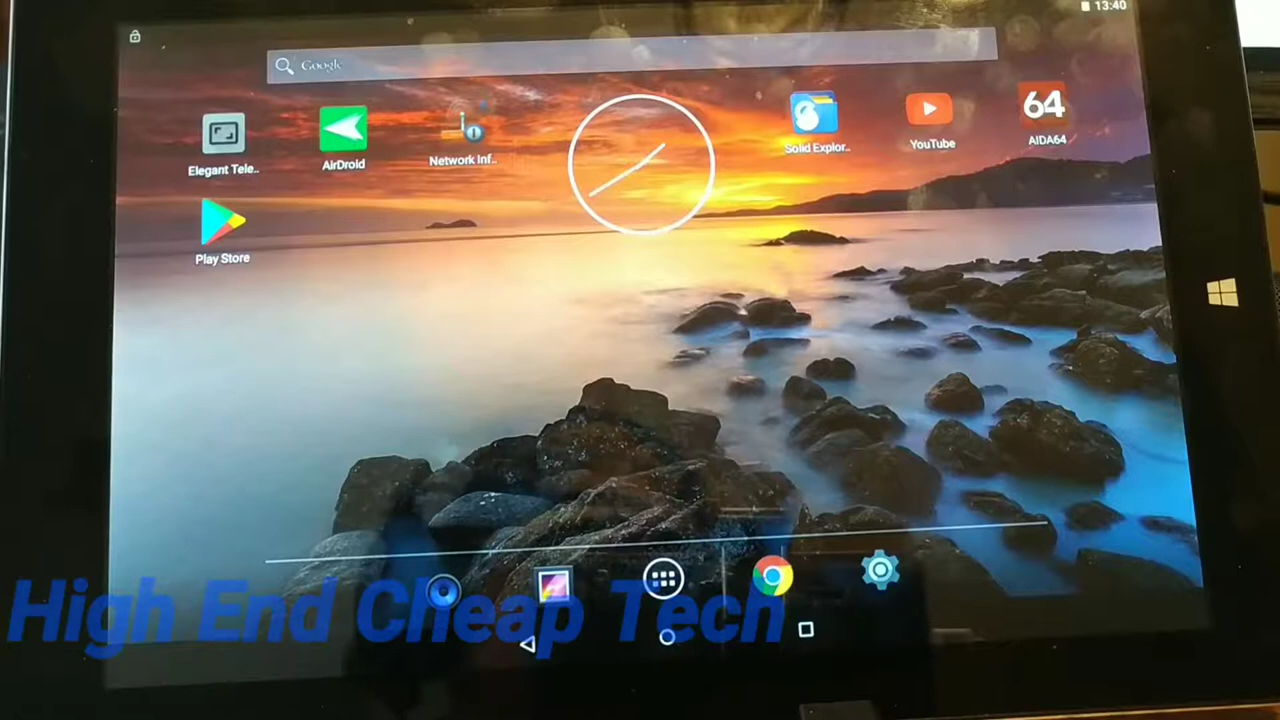 13:40
Google
Elegant Tele..
AirDroid
Network Inf..
Solid Explor..
YouTube
64
AIDA64
Play Store
High End Cheap Tech